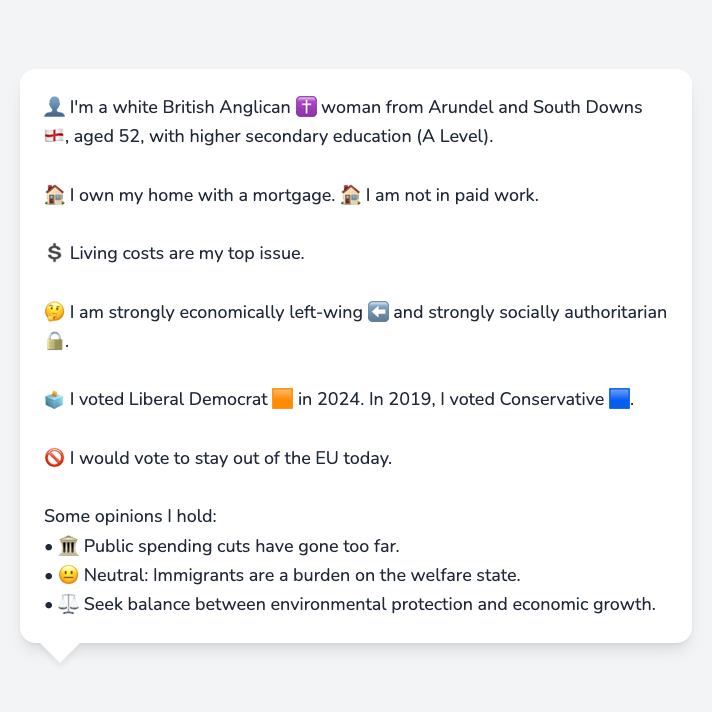 👤 I'm a white British Anglican ✝️ woman from Arundel and South Downs
🏴󠁧󠁢󠁥󠁮󠁧󠁿, aged 52, with higher secondary education (A Level).
🏠 I own my home with a mortgage. 🏠 I am not in paid work.
💲 Living costs are my top issue.
🤔 I am strongly economically left-wing ⬅️ and strongly socially authoritarian
🔒.
🗳️ I voted Liberal Democrat 🟧 in 2024. In 2019, I voted Conservative 🟦.
🚫 I would vote to stay out of the EU today.
Some opinions I hold:
• 🏛️ Public spending cuts have gone too far.
• 😐 Neutral: Immigrants are a burden on the welfare state.
• ⚖️ Seek balance between environmental protection and economic growth.